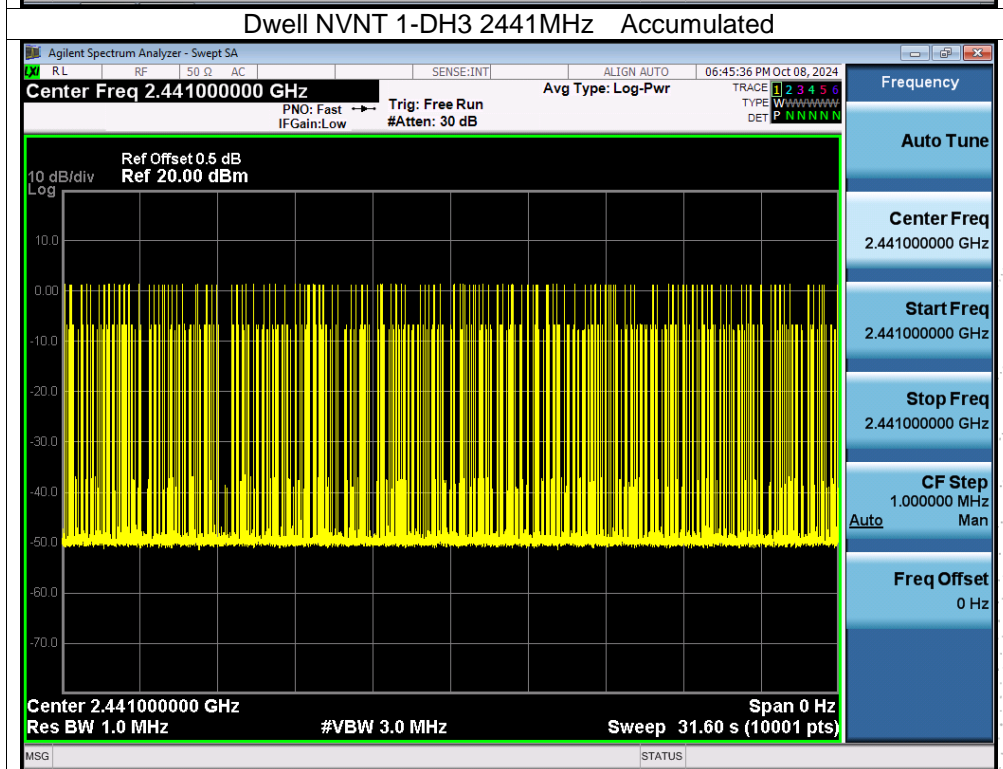 Dwell NVNT 1-DH3 2441MHz Accumulated
Agilent Spectrum Analyzer - Swept SA
LXI RL RF 50 Ω AC SENSE:INT ALIGN AUTO 06:45:36 PM Oct 08, 2024
Center Freq 2.441000000 GHz Avg Type: Log-Pwr TRACE 1 2 3 4 5 6
PNO: Fast Trig: Free Run TYPE WWWWWWW
IFGain:Low #Atten: 30 dB DET P N N N N N
Frequency
Ref Offset 0.5 dB
10 dB/div Ref 20.00 dBm
Log
10.0
0.00
-10.0
-20.0
-30.0
-40.0
-50.0
-60.0
-70.0
Center 2.441000000 GHz Span 0 Hz
Res BW 1.0 MHz #VBW 3.0 MHz Sweep 31.60 s (10001 pts)
Auto Tune
Center Freq
2.441000000 GHz
Start Freq
2.441000000 GHz
Stop Freq
2.441000000 GHz
CF Step
1.000000 MHz
Auto Man
Freq Offset
0 Hz
MSG STATUS